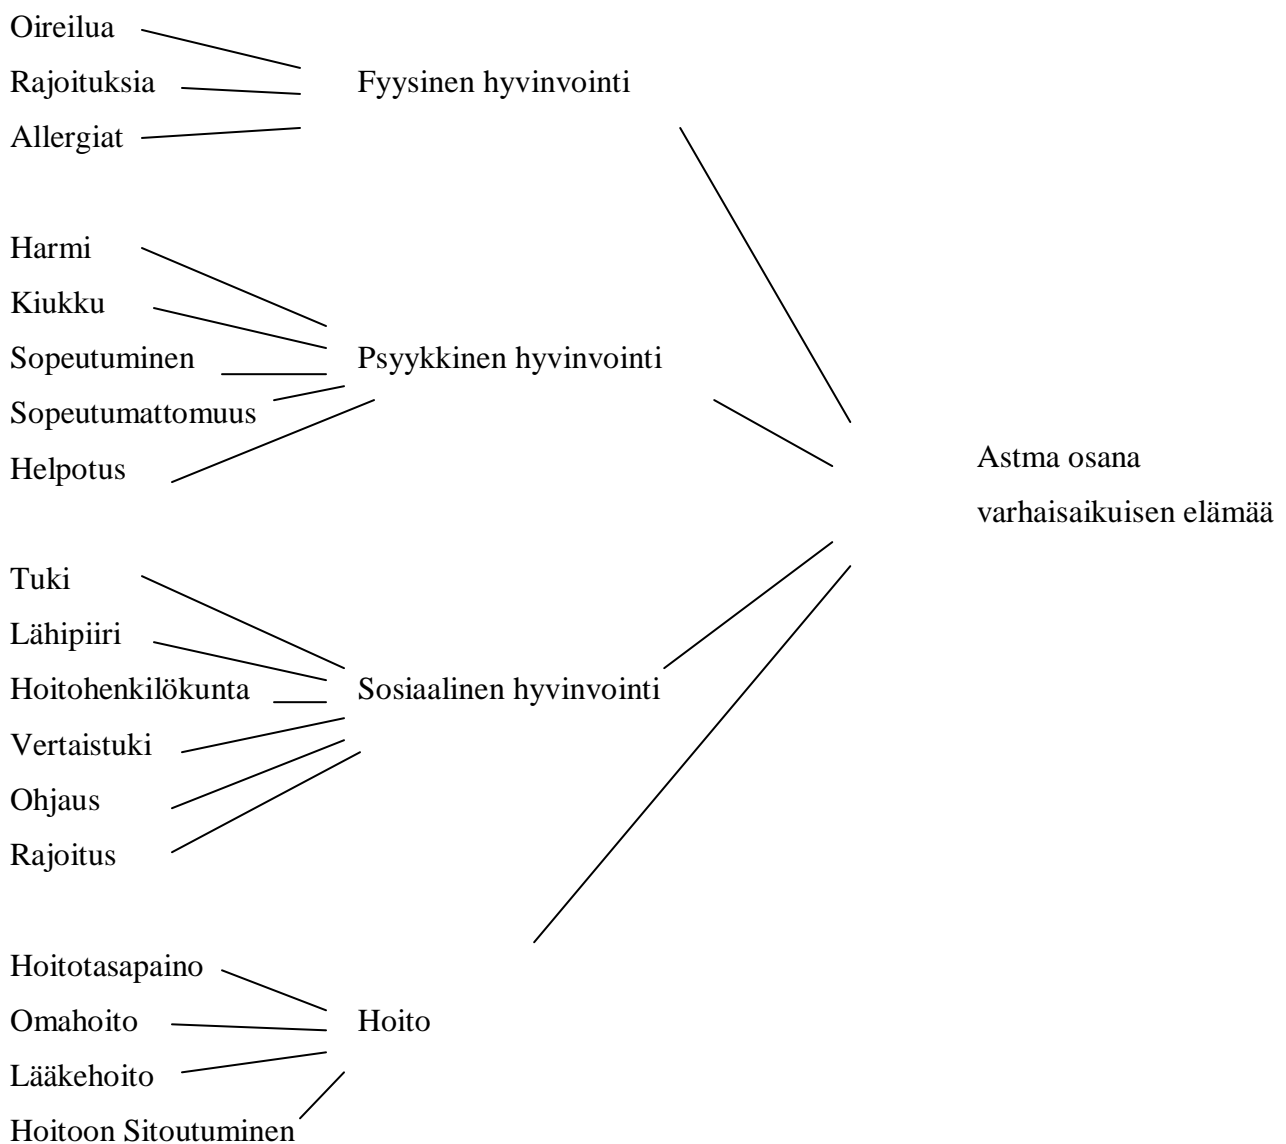 Oireilua
Rajoituksia
Allergiat
Fyysinen hyvinvointi
Harmi
Kiukku
Sopeutuminen
Sopeutumattomuus
Helpotus
Psyykkinen hyvinvointi
Tuki
Lähipiiri
Hoitohenkilökunta
Vertaistuki
Ohjaus
Rajoitus
Sosiaalinen hyvinvointi
Hoitotasapaino
Omahoito
Lääkehoito
Hoitoon Sitoutuminen
Hoito
Astma osana
varhaisaikuisen elämää